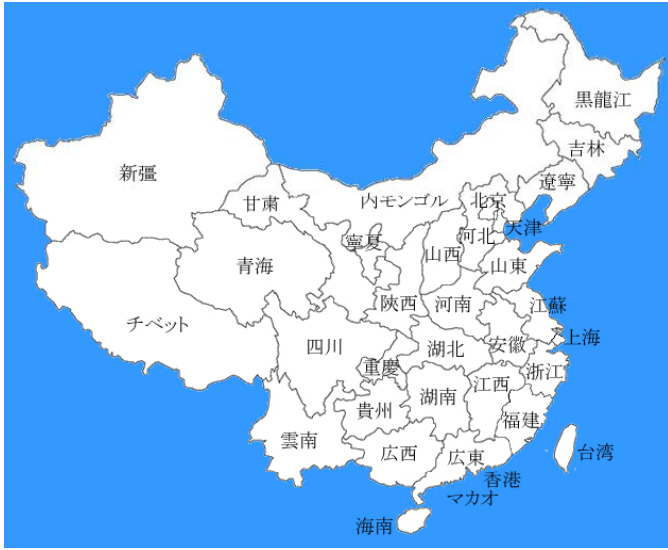 黒龍江
吉林
遼寧
新彊
甘粛
内モンゴル
北京
天津
寧夏
山西
河北
青海
山東
チベット
陝西
河南
江蘇
四川
湖北
安徽
上海
重慶
浙江
湖南
江西
貴州
福建
雲南
広西
広東
台湾
香港
マカオ
海南